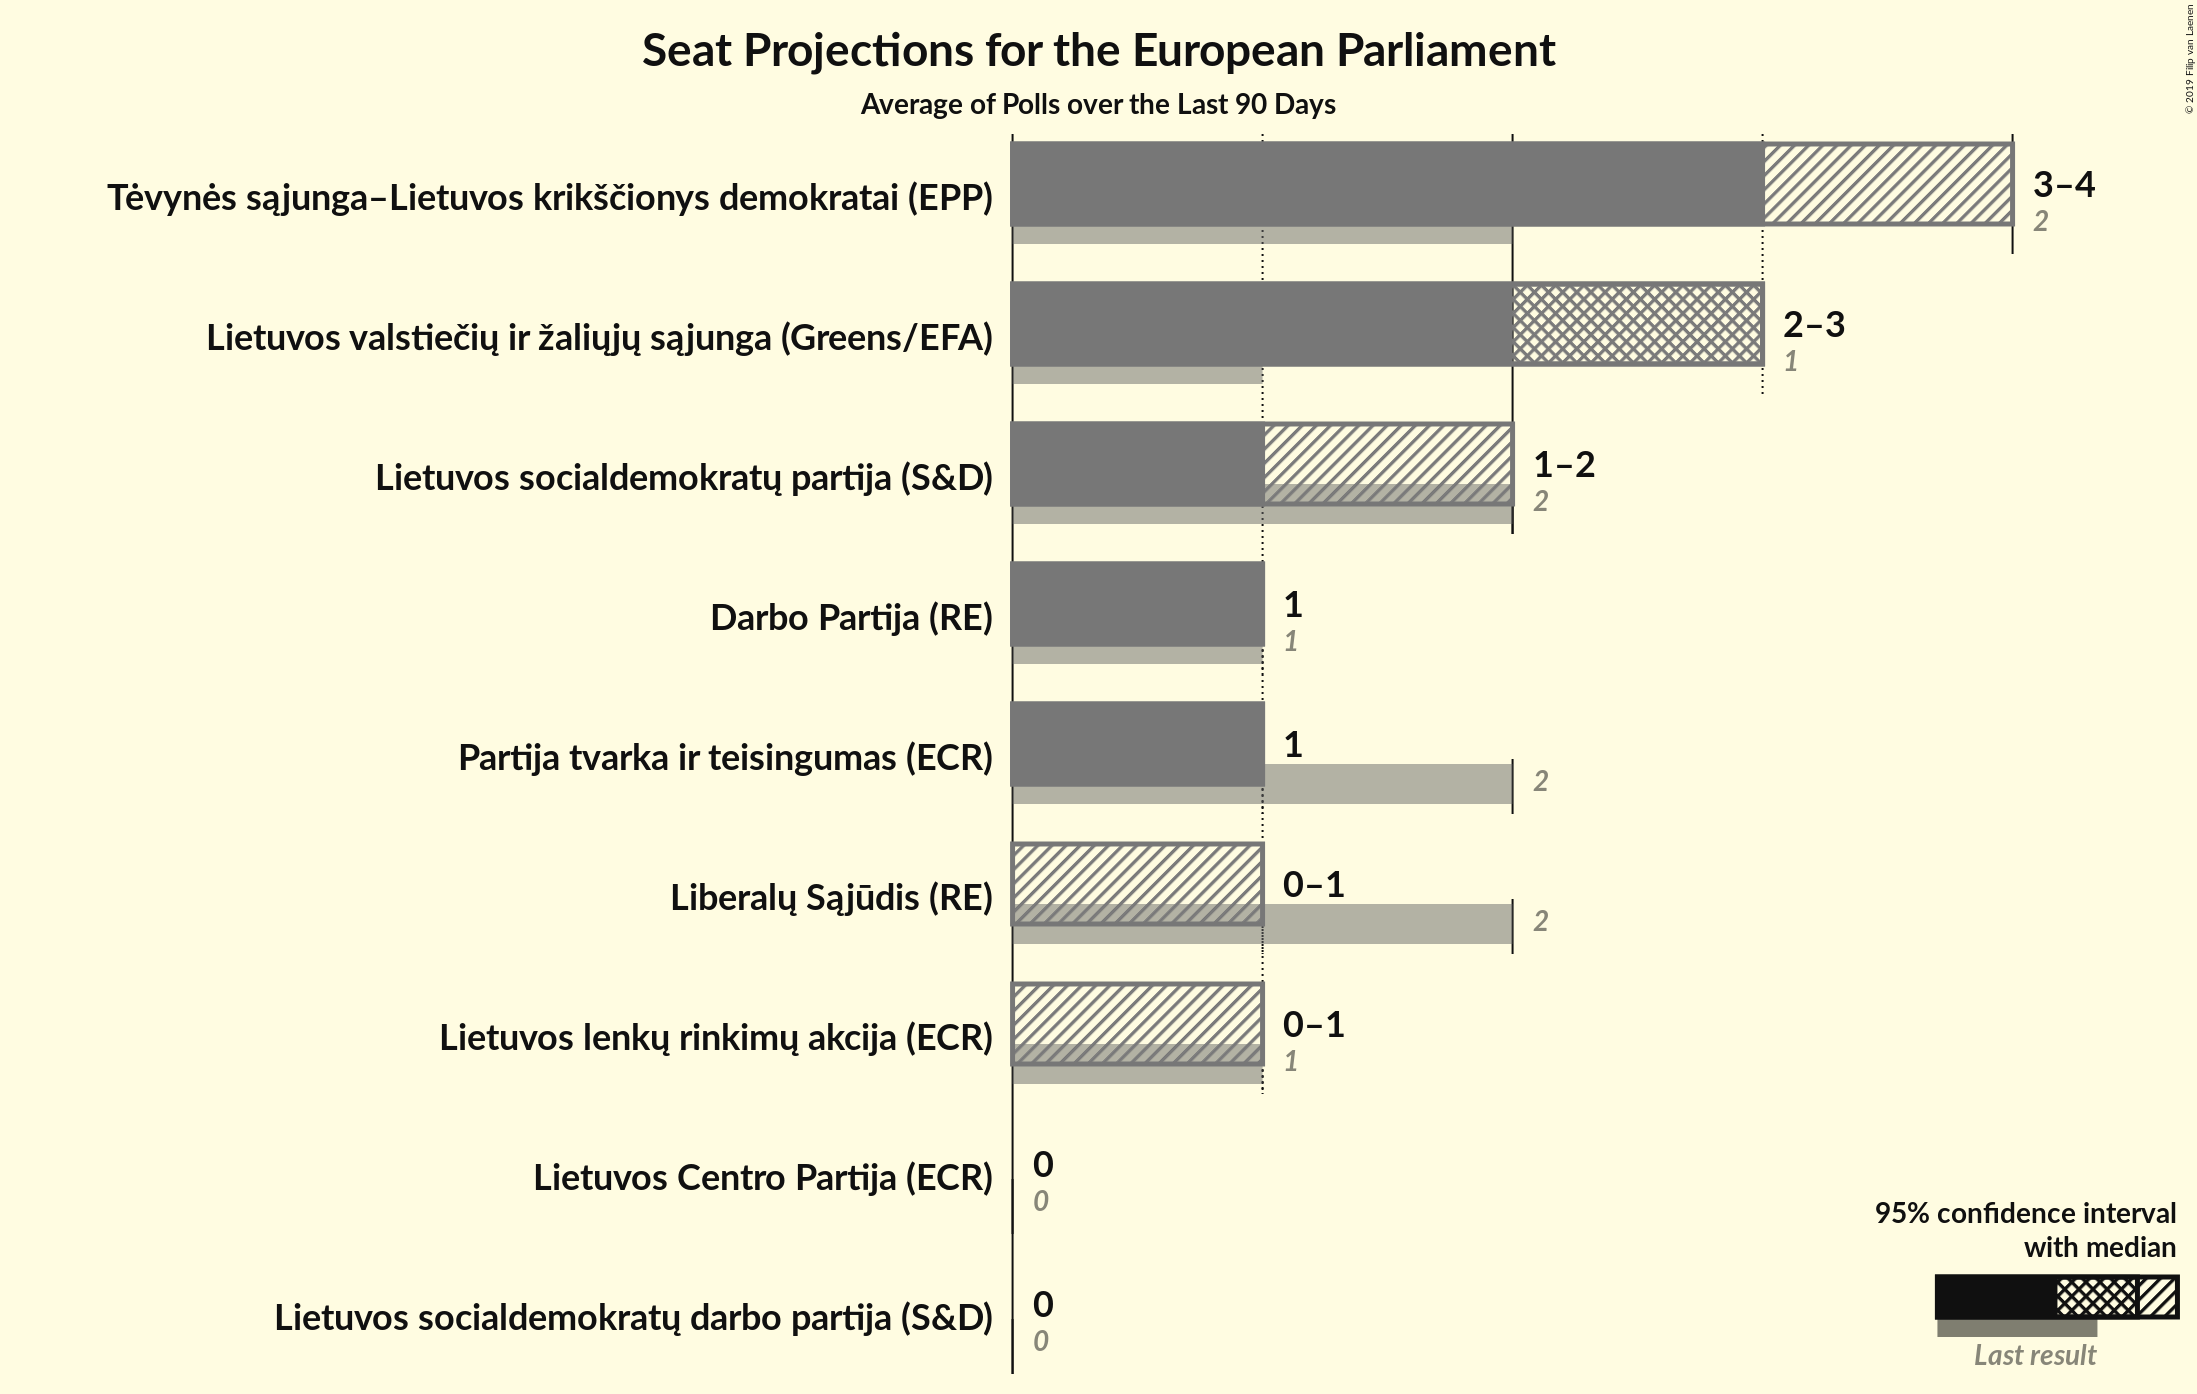 Seat Projections for the European Parliament
Average of Polls over the Last 90 Days
© 2019 Filip van Laenen
Tėvynės sąjunga–Lietuvos krikščionys demokratai (EPP)
3–4
2
Lietuvos valstiečių ir žaliųjų sąjunga (Greens/EFA)
2–3
1
Lietuvos socialdemokratų partija (S&D)
1–2
2
Darbo Partija (RE)
1
1
Partija tvarka ir teisingumas (ECR)
1
2
Liberalų Sąjūdis (RE)
0–1
2
Lietuvos lenkų rinkimų akcija (ECR)
0–1
1
Lietuvos Centro Partija (ECR)
0
0
Lietuvos socialdemokratų darbo partija (S&D)
0
0
95% confidence interval
with median
Last result